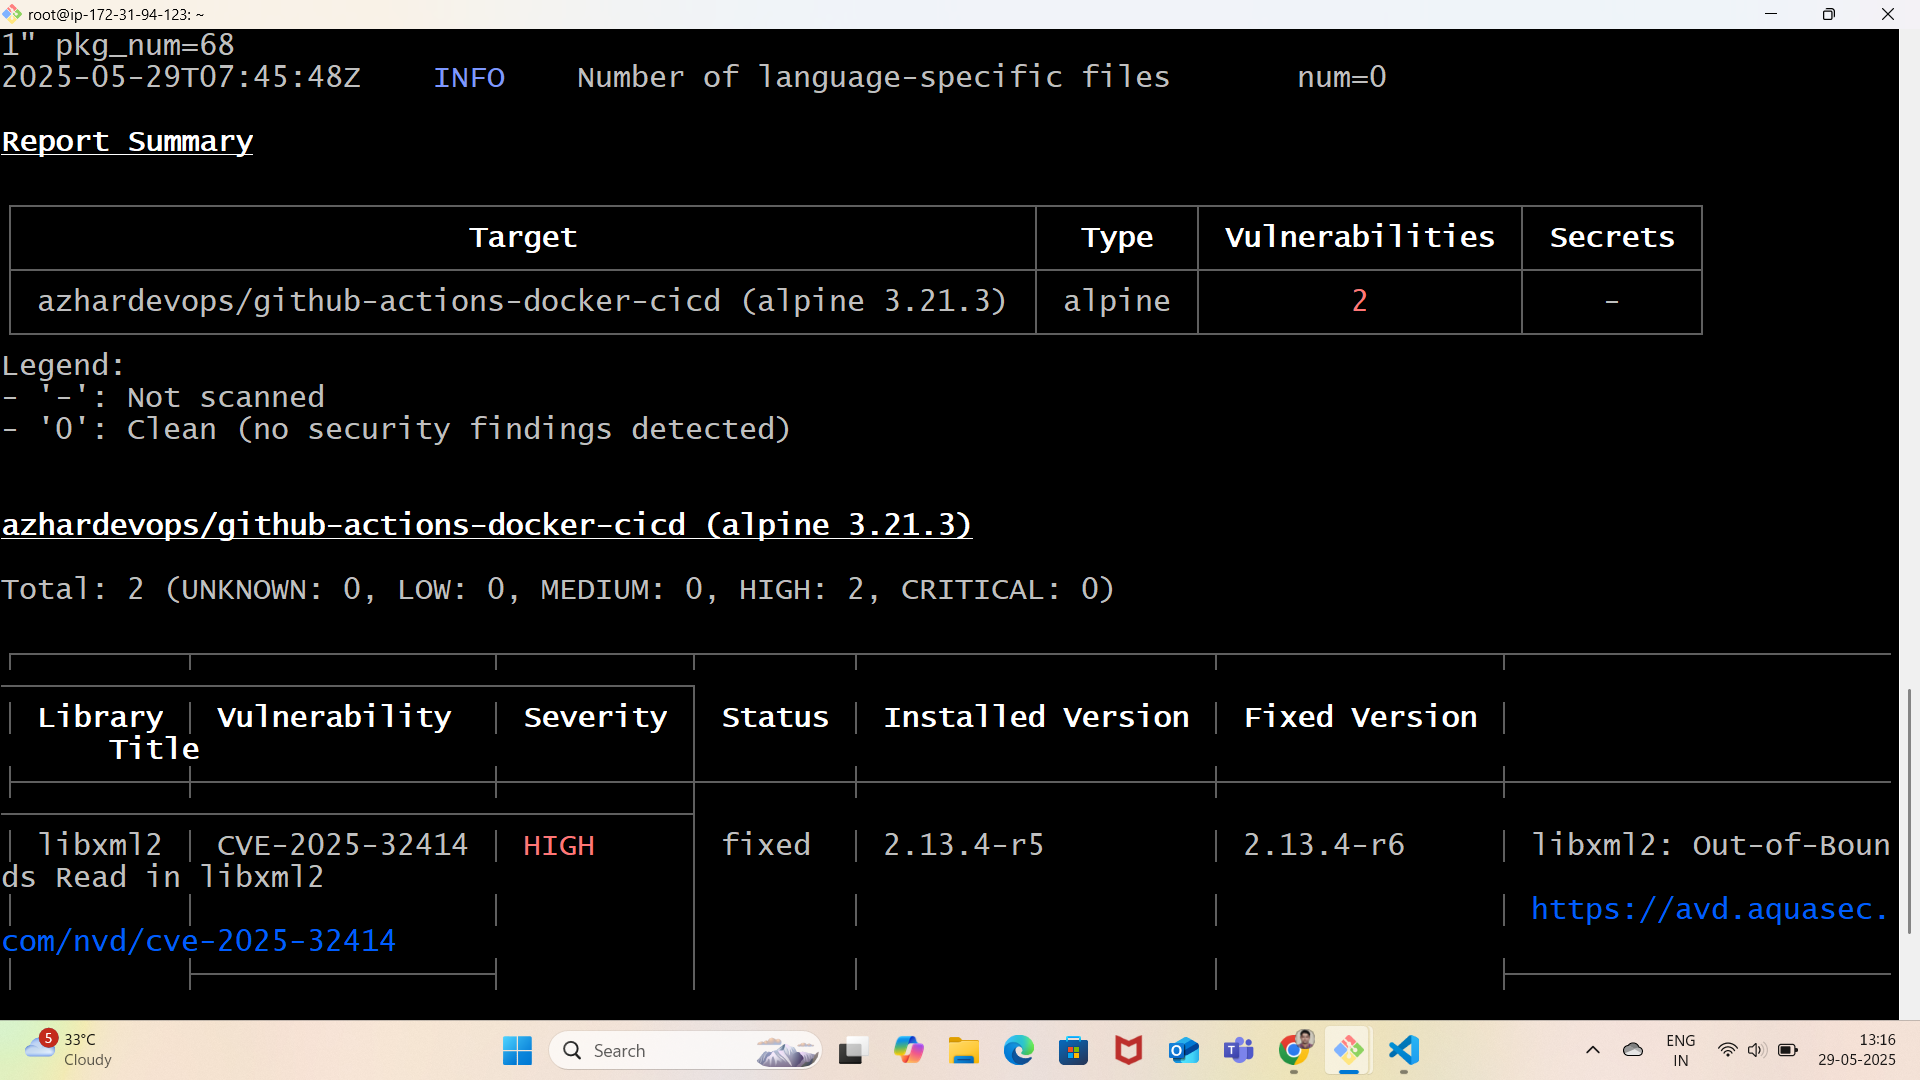 root@ip-172-31-94-123: ~
1" pkg_num=68
2025-05-29T07:45:48Z INFO Number of language-specific files num=0
Report Summary
Target Type Vulnerabilities Secrets
azhardevops/github-actions-docker-cicd (alpine 3.21.3) alpine 2 -
Legend:
- '-': Not scanned
- '0': Clean (no security findings detected)
azhardevops/github-actions-docker-cicd (alpine 3.21.3)
Total: 2 (UNKNOWN: 0, LOW: 0, MEDIUM: 0, HIGH: 2, CRITICAL: 0)
Library Vulnerability Severity Status Installed Version Fixed Version
Title
libxml2 CVE-2025-32414 HIGH fixed 2.13.4-r5 2.13.4-r6 libxml2: Out-of-Boun
ds Read in libxml2
https://avd.aquasec.
com/nvd/cve-2025-32414
5 33°C
Cloudy
Search
ENG
IN
13:16
29-05-2025